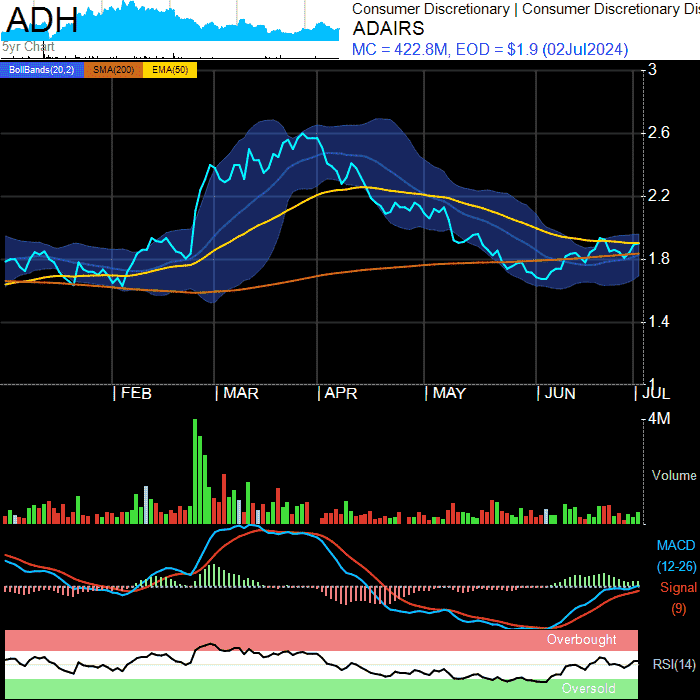 ADH
5yr Chart
Consumer Discretionary | Consumer Discretionary Dis
ADAIRS
MC = 422.8M, EOD = $1.9 (02Jul2024)
BollBands(20,2) SMA(200) EMA(50)
3
2.6
2.2
1.8
1.4
1
| FEB | MAR | APR | MAY | JUN | JUL
4M
Volume
MACD
(12-26)
Signal
(9)
Overbought
RSI(14)
Oversold